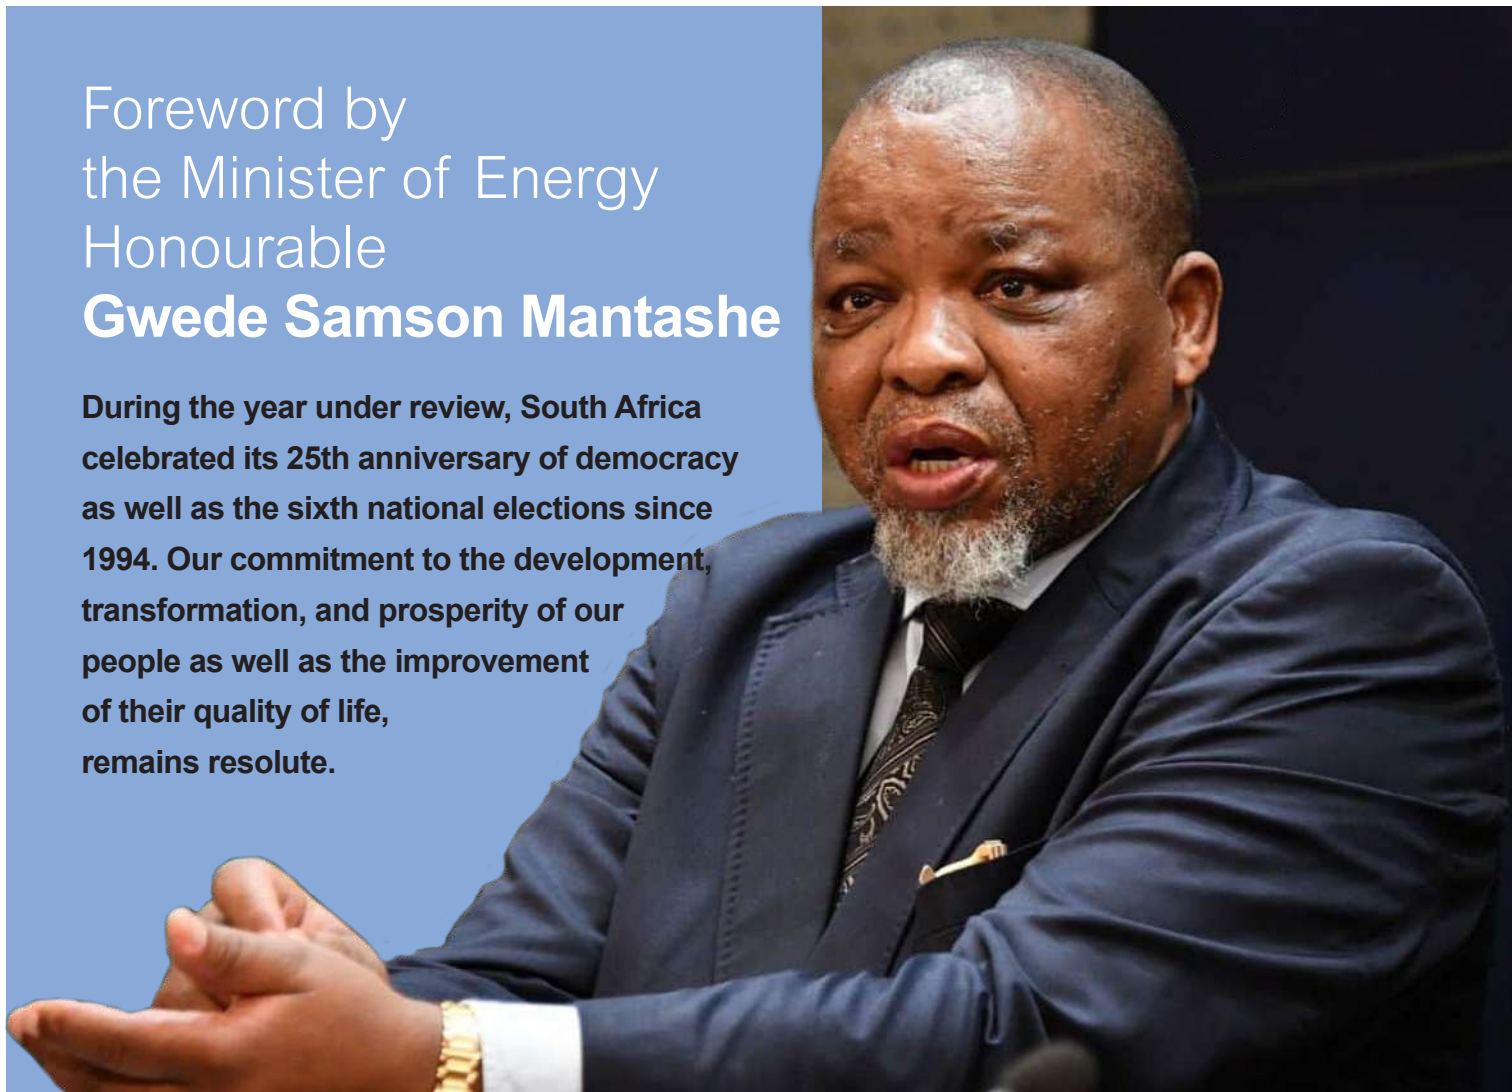 Foreword by
the Minister of Energy
Honourable
Gwede Samson Mantashe
During the year under review, South Africa
celebrated its 25th anniversary of democracy
as well as the sixth national elections since
1994. Our commitment to the development,
transformation, and prosperity of our
people as well as the improvement
of their quality of life,
remains resolute.